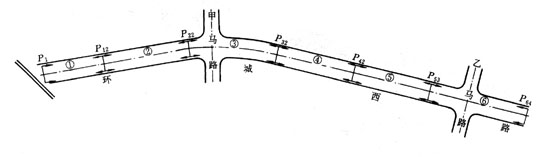 甲
马
路
P₁ ① P₁₂ ② P₂₂ ③ P₃₂ ④ P₄₂ ⑤ P₅₃ ⑥ P₆₄
环 城 西 路
乙
马
路